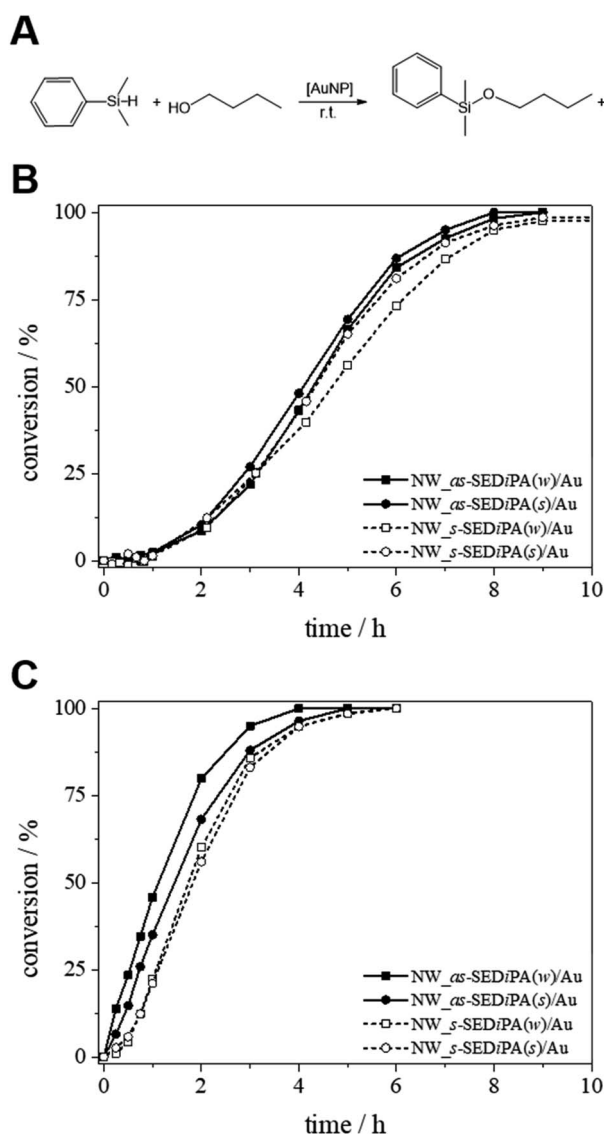 A
Si H + HO [AuNP] r.t. Si O +
B
100
75
50
25
0
conversion / %
NW_as-SEDiPA(w)/Au
NW_as-SEDiPA(s)/Au
NW_s-SEDiPA(w)/Au
NW_s-SEDiPA(s)/Au
0 2 4 6 8 10
time / h
C
100
75
50
25
0
conversion / %
NW_as-SEDiPA(w)/Au
NW_as-SEDiPA(s)/Au
NW_s-SEDiPA(w)/Au
NW_s-SEDiPA(s)/Au
0 2 4 6 8 10
time / h